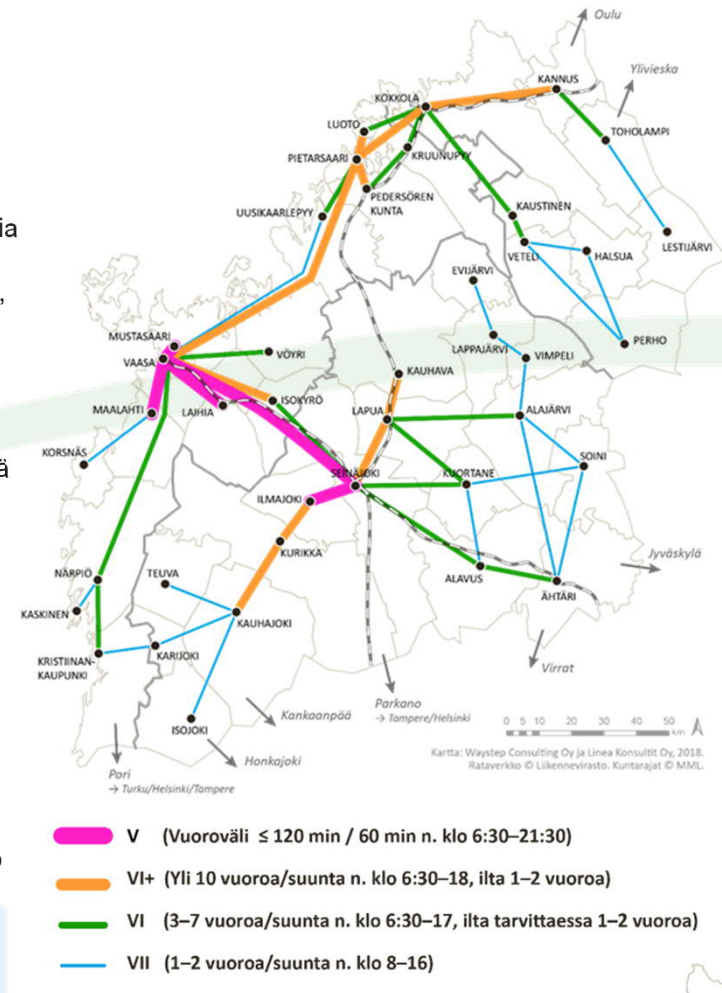 Oulu
Ylivieska
KANNUS
KOKKOLA
LUOTO
TOHOLAMPI
PIETARSAARI
KRUUNUPYY
PEDERSÖREN
KUNTA
UUSIKAARLEPYY
KAUSTINEN
ia
LESTIJÄRVI
VETELI
HALSUA
EVIJÄRVI
,
MUSTASAARI
PERHO
LAPPAJÄRVI
VÖYRI
VIMPELI
VAASA
KAUHAVA
ISOKYRÖ
MAALAHTI
LAIHIA
LAPUA
ALAJÄRVI
KORSNÄS
SOINI
ä
SEINÄJOKI
KUORTANE
ILMAJOKI
KURIKKA
Jyväskylä
NÄRPIÖ
TEUVA
ALAVUS
ÄHTÄRI
KASKINEN
KAUHAJOKI
KARIJOKI
KRISTIINAN-
KAUPUNKI
Virrat
Parkano
→ Tampere/Helsinki
Kankaanpää
ISOJOKI
0 5 10 20 30 40 50
km
Honkajoki
Kartta: Waystep Consulting Oy ja Linea Konsultit Oy, 2018.
Rataverkko © Liikennevirasto. Kuntarajat © MML.
Pori
→ Turku/Helsinki/Tampere
V (Vuoroväli ≤ 120 min / 60 min n. klo 6:30–21:30)
VI+ (Yli 10 vuoroa/suunta n. klo 6:30–18, ilta 1–2 vuoroa)
VI (3–7 vuoroa/suunta n. klo 6:30–17, ilta tarvittaessa 1–2 vuoroa)
VII (1–2 vuoroa/suunta n. klo 8–16)